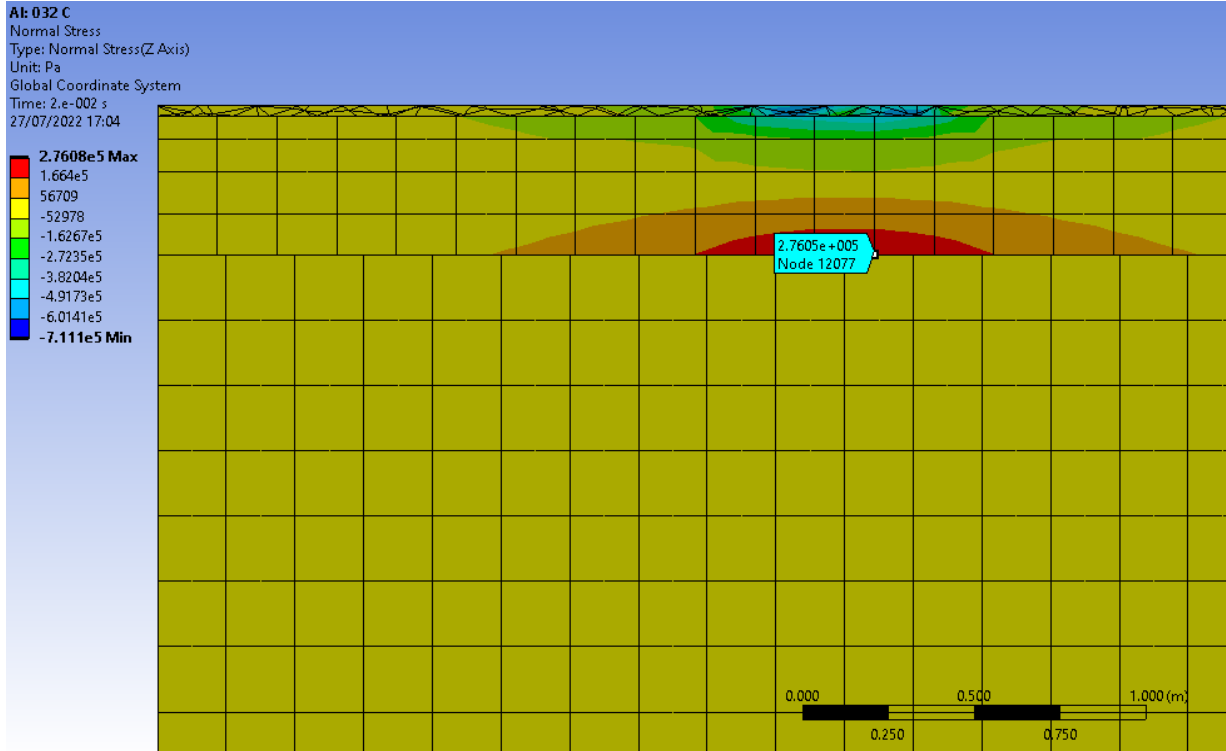 AI: 032 C
Normal Stress
Type: Normal Stress(Z Axis)
Unit: Pa
Global Coordinate System
Time: 2.e-002 s
27/07/2022 17:04
2.7608e5 Max
1.664e5
56709
-52978
-1.6267e5
-2.7235e5
-3.8204e5
-4.9173e5
-6.0141e5
-7.111e5 Min
2.7605e+005
Node 12077
0.000 0.500 1.000 (m)
0.250 0.750